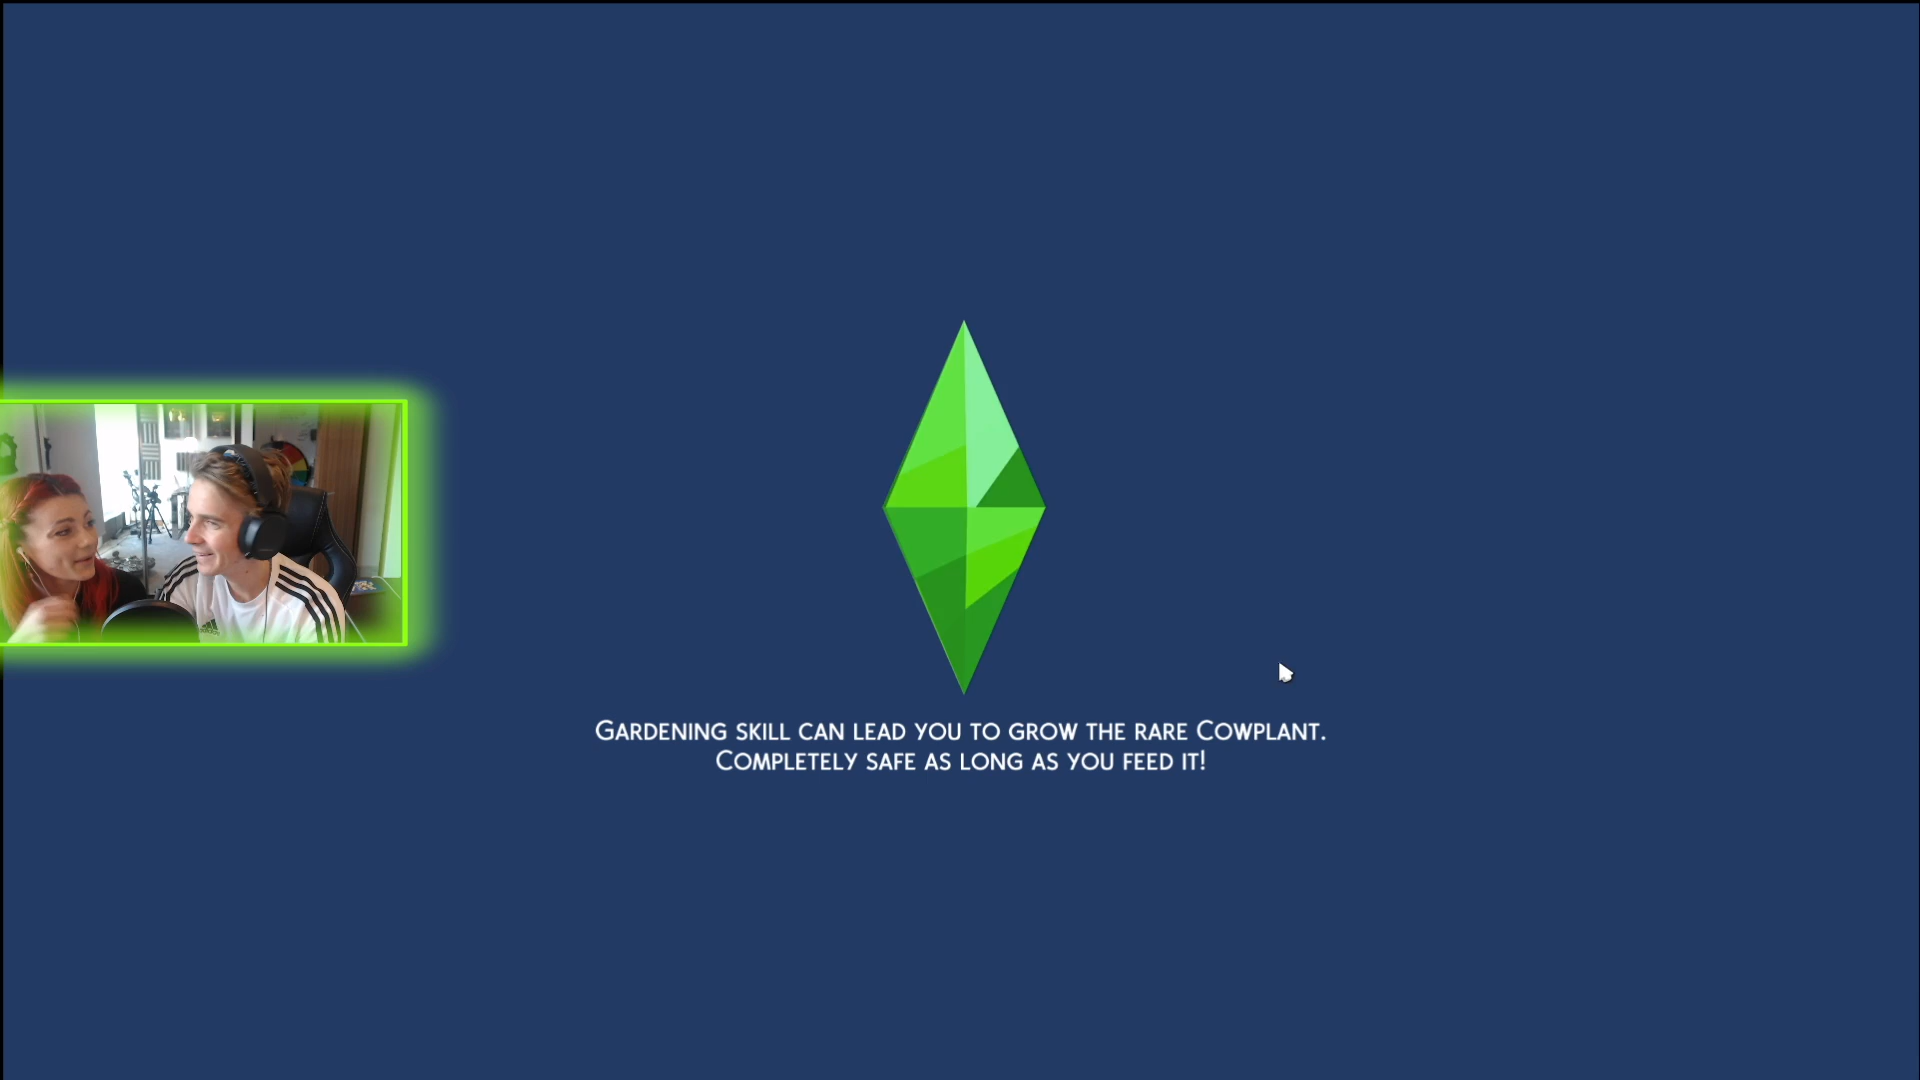 Gardening skill can lead you to grow the rare Cowplant.
Completely safe as long as you feed it!